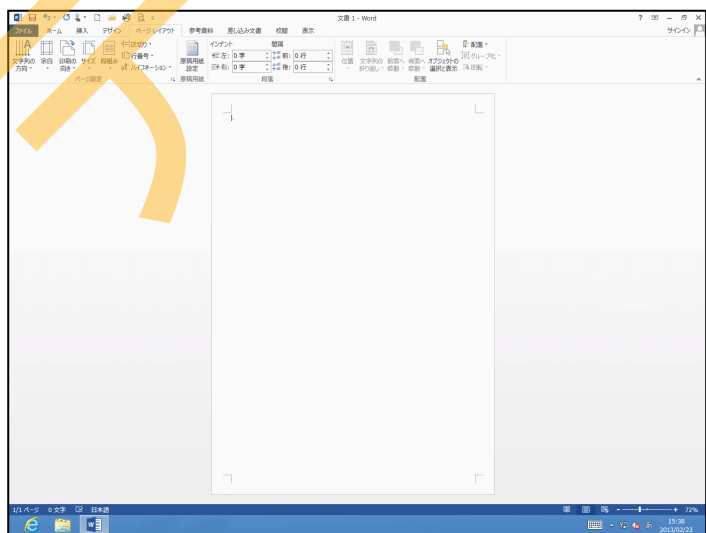 文書 1 - Word
サインイン
ファイル ホーム 挿入 デザイン ページ レイアウト 参考資料 差し込み文書 校閲 表示
文字列の方向 余白 印刷の向き サイズ 段組み 区切り 行番号 ハイフネーション
ページ設定
原稿用紙設定
原稿用紙
インデント 間隔
左: 0 字 前: 0 行
右: 0 字 後: 0 行
段落
位置 文字列の折り返し 前面へ移動 背面へ移動 オブジェクトの選択と表示 配置 グループ化 回転
配置
1/1 ページ 0 文字 日本語
72%
あ
15:38
2013/02/23